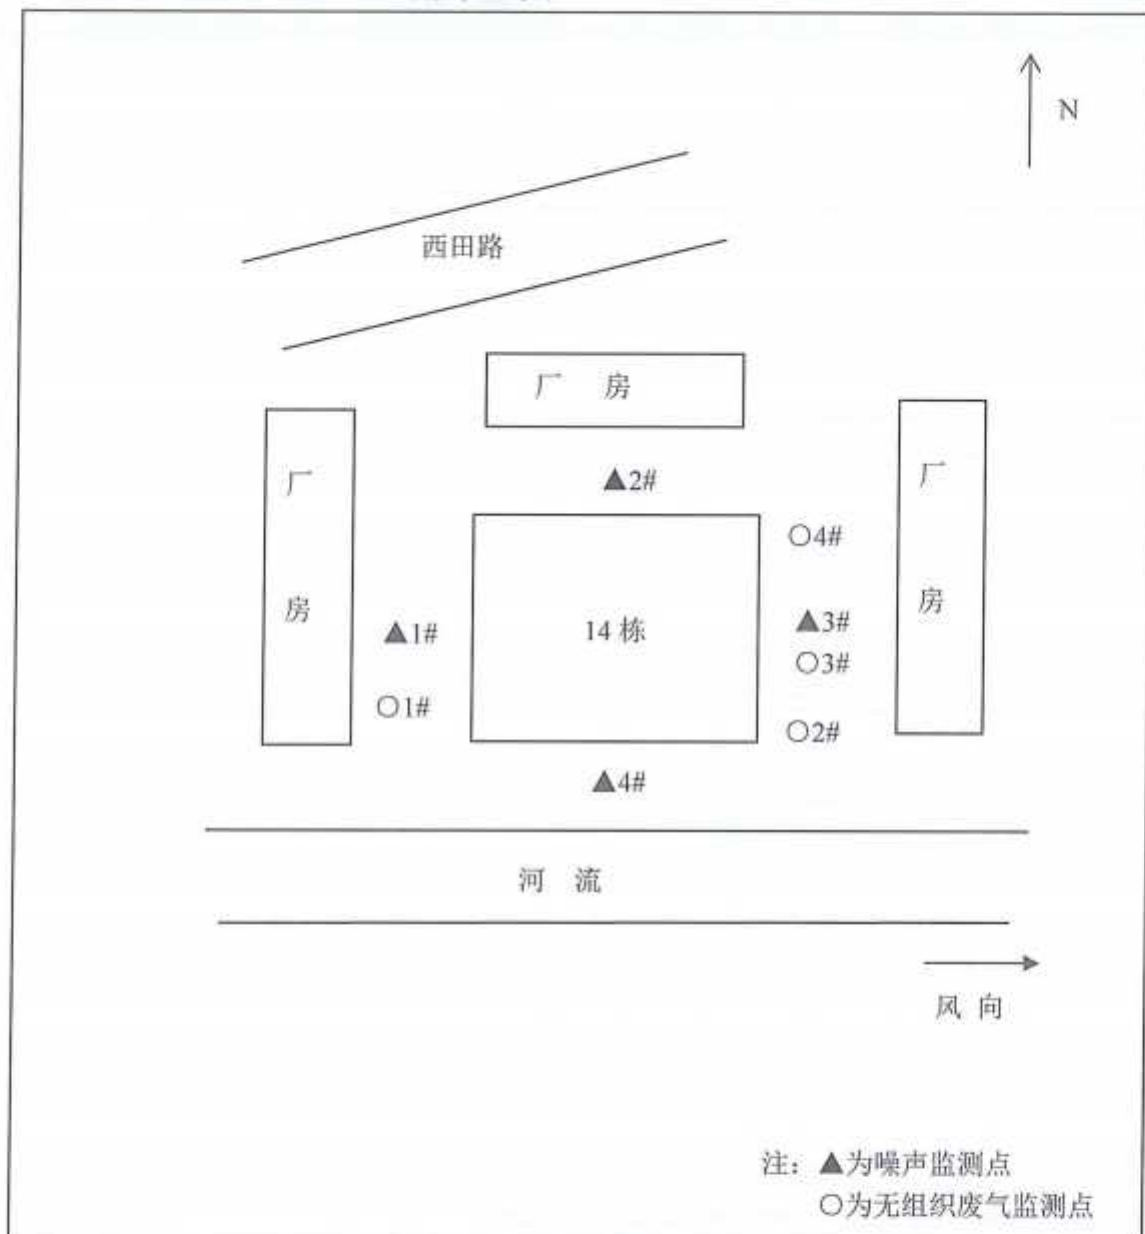 N
西田路
厂 房
厂
房
厂
房
▲2#
○4#
▲1#
14 栋
▲3#
○3#
○1#
○2#
▲4#
河 流
风 向
注：▲为噪声监测点
○为无组织废气监测点